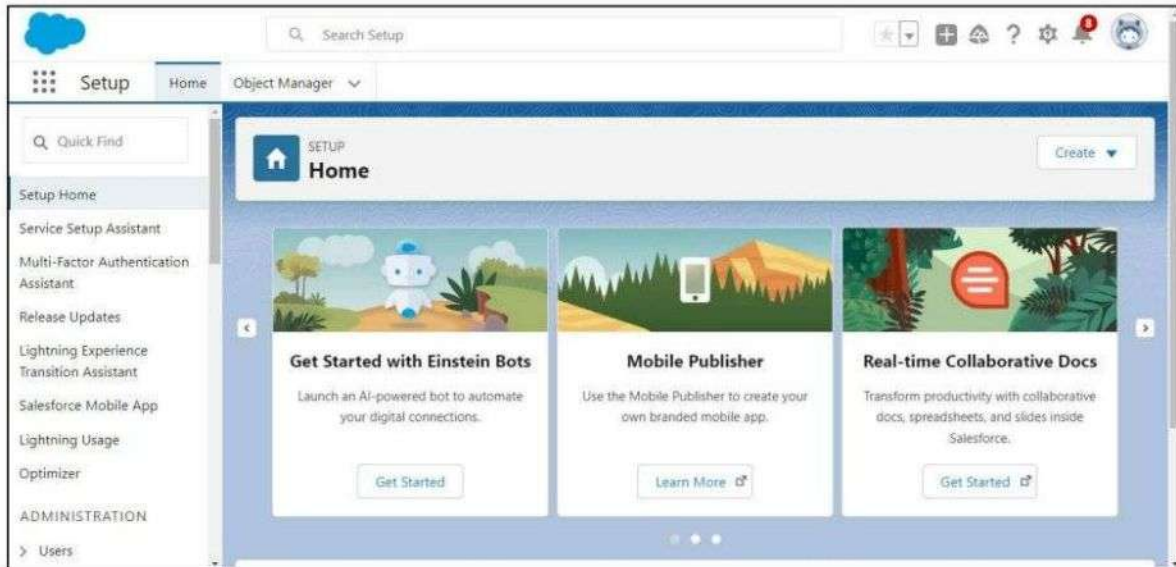 Search Setup
8
Setup
Home
Object Manager
Quick Find
Setup Home
Service Setup Assistant
Multi-Factor Authentication
Assistant
Release Updates
Lightning Experience
Transition Assistant
Salesforce Mobile App
Lightning Usage
Optimizer
ADMINISTRATION
Users
SETUP
Home
Create
Get Started with Einstein Bots
Launch an AI-powered bot to automate
your digital connections.
Get Started
Mobile Publisher
Use the Mobile Publisher to create your
own branded mobile app.
Learn More
Real-time Collaborative Docs
Transform productivity with collaborative
docs, spreadsheets, and slides inside
Salesforce.
Get Started